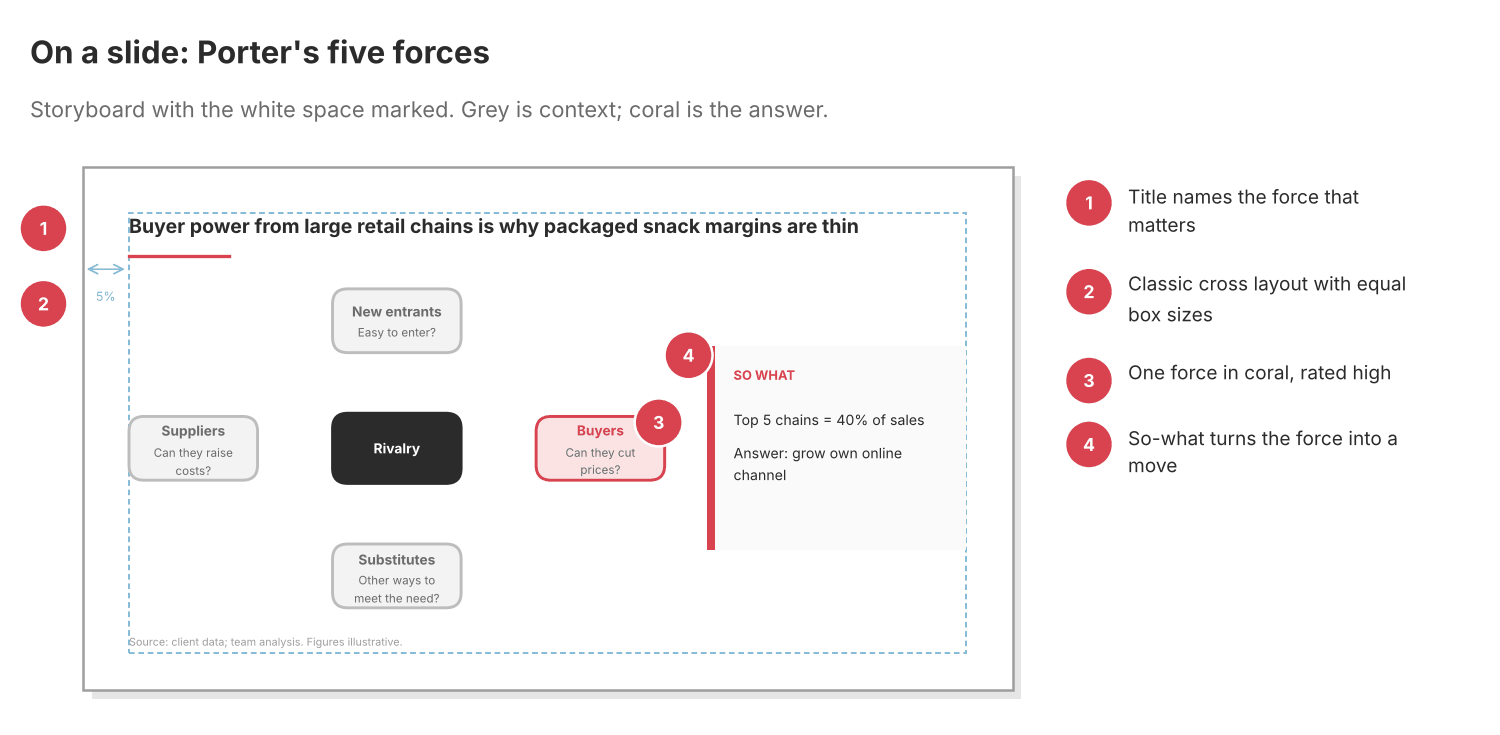 On a slide: Porter's five forces
Storyboard with the white space marked. Grey is context; coral is the answer.
1
Buyer power from large retail chains is why packaged snack margins are thin
2
5%
New entrants
Easy to enter?
Suppliers
Can they raise
costs?
Rivalry
Buyers
Can they cut
prices?
3
Substitutes
Other ways to
meet the need?
4
SO WHAT
Top 5 chains = 40% of sales
Answer: grow own online
channel
Source: client data; team analysis. Figures illustrative.
1
Title names the force that
matters
2
Classic cross layout with equal
box sizes
3
One force in coral, rated high
4
So-what turns the force into a
move